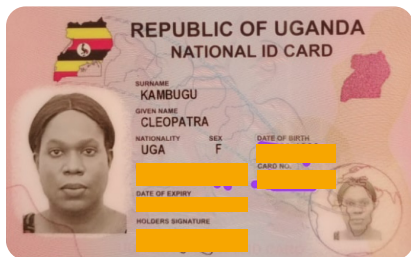 REPUBLIC OF UGANDA
NATIONAL ID CARD
SURNAME
KAMBUGU
GIVEN NAME
CLEOPATRA
NATIONALITY SEX DATE OF BIRTH
UGA F
CARD NO.
DATE OF EXPIRY
HOLDERS SIGNATURE